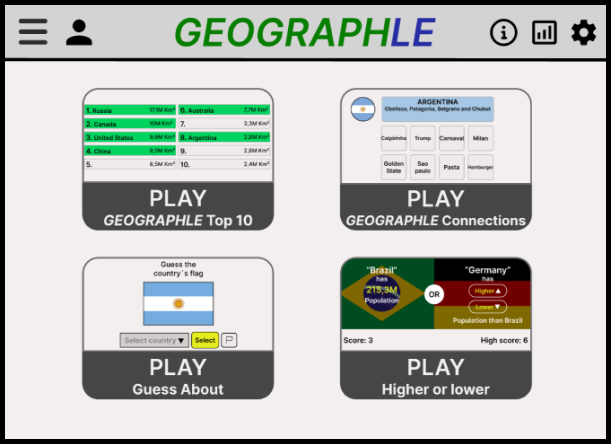 GEOGRAPHLE
1. Russia 17,1M Km² 6. Australia 7,7M Km²
2. Canada 10M Km² 7. 3,3M Km²
3. United States 9,8M Km² 8. Argentina 2,8M Km²
4. China 9,5M Km² 9. 2,8M Km²
5. 8,5M Km² 10. 2,4M Km²
PLAY
GEOGRAPHLE Top 10
ARGENTINA
Obelisco, Patagonia, Belgrano and Chubut
Caipirinha Trump Carnaval Milan
Golden State Sao paulo Pasta Hamburger
PLAY
GEOGRAPHLE Connections
Guess the
country´s flag
Select country ▼ Select
PLAY
Guess About
"Brazil"
has
215,3M
Population
OR
"Germany"
has
Higher ▲
Lower ▼
Population than Brazil
Score: 3 High score: 6
PLAY
Higher or lower